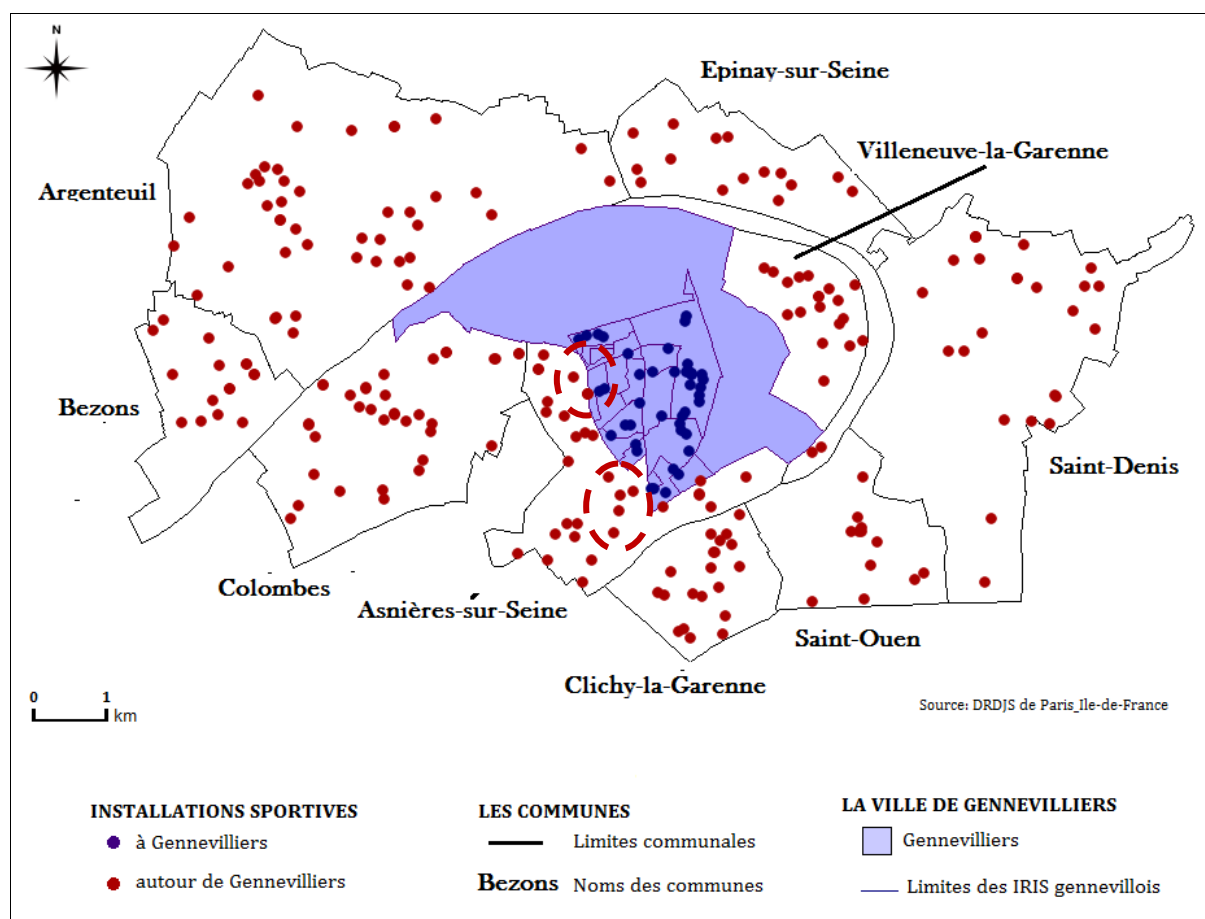 N
Epinay-sur-Seine
Villeneuve-la-Garenne
Argenteuil
Bezons
Saint-Denis
Colombes
Asnières-sur-Seine
Saint-Ouen
Clichy-la-Garenne
0 1
km
Source: DRDJS de Paris_Ile-de-France
INSTALLATIONS SPORTIVES
à Gennevilliers
autour de Gennevilliers
LES COMMUNES
Limites communales
Bezons Noms des communes
LA VILLE DE GENNEVILLIERS
Gennevilliers
Limites des IRIS gennevillois